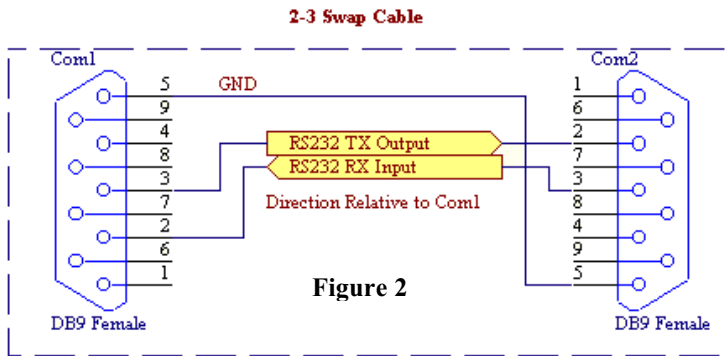 2-3 Swap Cable
Com1
Com2
5
GND
9
4
8
3
7
2
6
1
1
6
2
7
3
8
4
9
5
RS232 TX Output
RS232 RX Input
Direction Relative to Com1
Figure 2
DB9 Female
DB9 Female